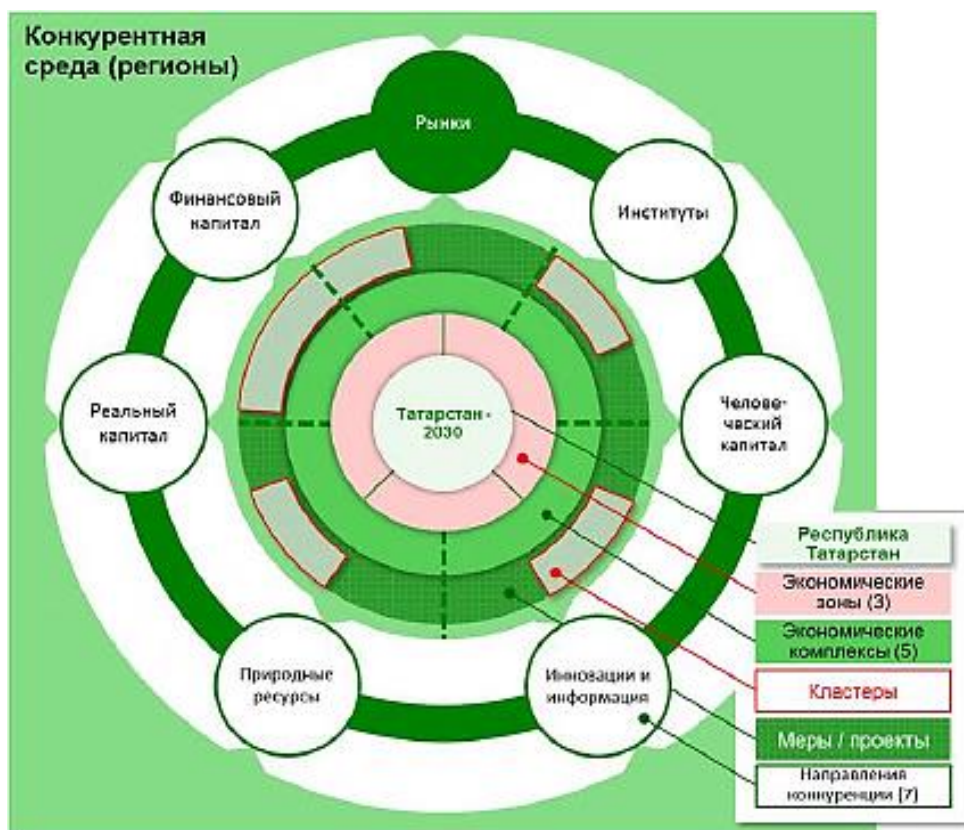 Конкурентная
среда (регионы)
Рынки
Финансовый
капитал
Институты
Реальный
капитал
Татарстан -
2030
Челове-
ческий
капитал
Природные
ресурсы
Инновации и
информация
Республика
Татарстан
Экономические
зоны (3)
Экономические
комплексы (5)
Кластеры
Меры / проекты
Направления
конкуренции (7)